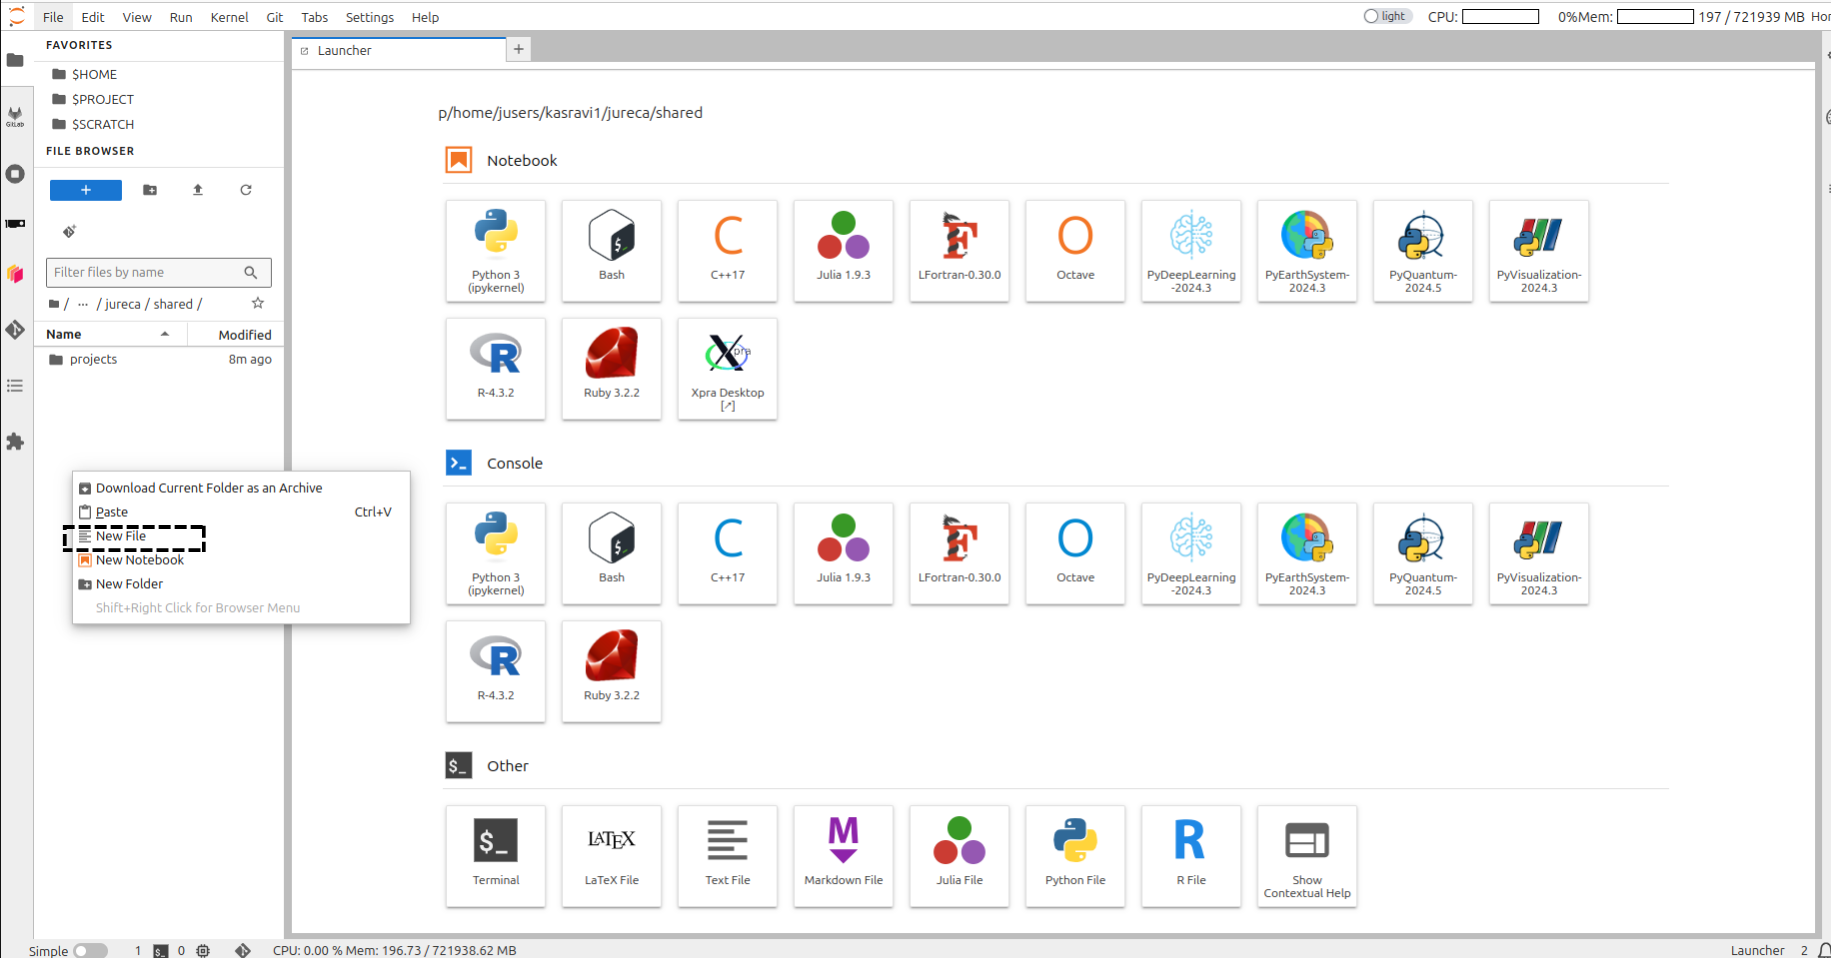 File Edit View Run Kernel Git Tabs Settings Help
light CPU: 0% Mem: 197 / 721939 MB Hor
FAVORITES
$HOME
$PROJECT
$SCRATCH
FILE BROWSER
+
GitLab
Filter files by name
/ ··· / jureca / shared /
Name Modified
projects 8m ago
Download Current Folder as an Archive
Paste Ctrl+V
New File
New Notebook
New Folder
Shift+Right Click for Browser Menu
Launcher +
p/home/jusers/kasravi1/jureca/shared
Notebook
Python 3
(ipykernel)
Bash
C++17
Julia 1.9.3
LFortran-0.30.0
Octave
PyDeepLearning
-2024.3
PyEarthSystem-
2024.3
PyQuantum-
2024.5
PyVisualization-
2024.3
R-4.3.2
Ruby 3.2.2
Xpra Desktop
[↗]
Console
Python 3
(ipykernel)
Bash
C++17
Julia 1.9.3
LFortran-0.30.0
Octave
PyDeepLearning
-2024.3
PyEarthSystem-
2024.3
PyQuantum-
2024.5
PyVisualization-
2024.3
R-4.3.2
Ruby 3.2.2
$_ Other
$_
Terminal
LATEX
LaTeX File
Text File
M
Markdown File
Julia File
Python File
R
R File
Show
Contextual Help
Simple 1 $_ 0 CPU: 0.00 % Mem: 196.73 / 721938.62 MB
Launcher 2